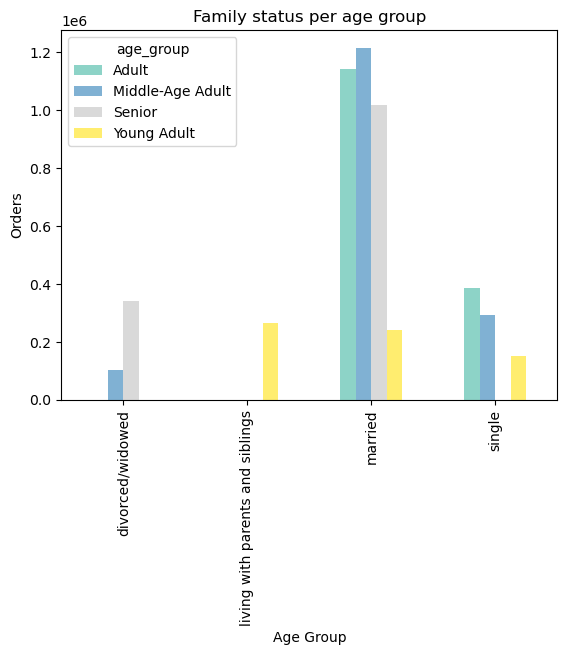 Family status per age group
1e6
age_group
Adult
Middle-Age Adult
Senior
Young Adult
Orders
1.2
1.0
0.8
0.6
0.4
0.2
0.0
divorced/widowed
living with parents and siblings
married
single
Age Group